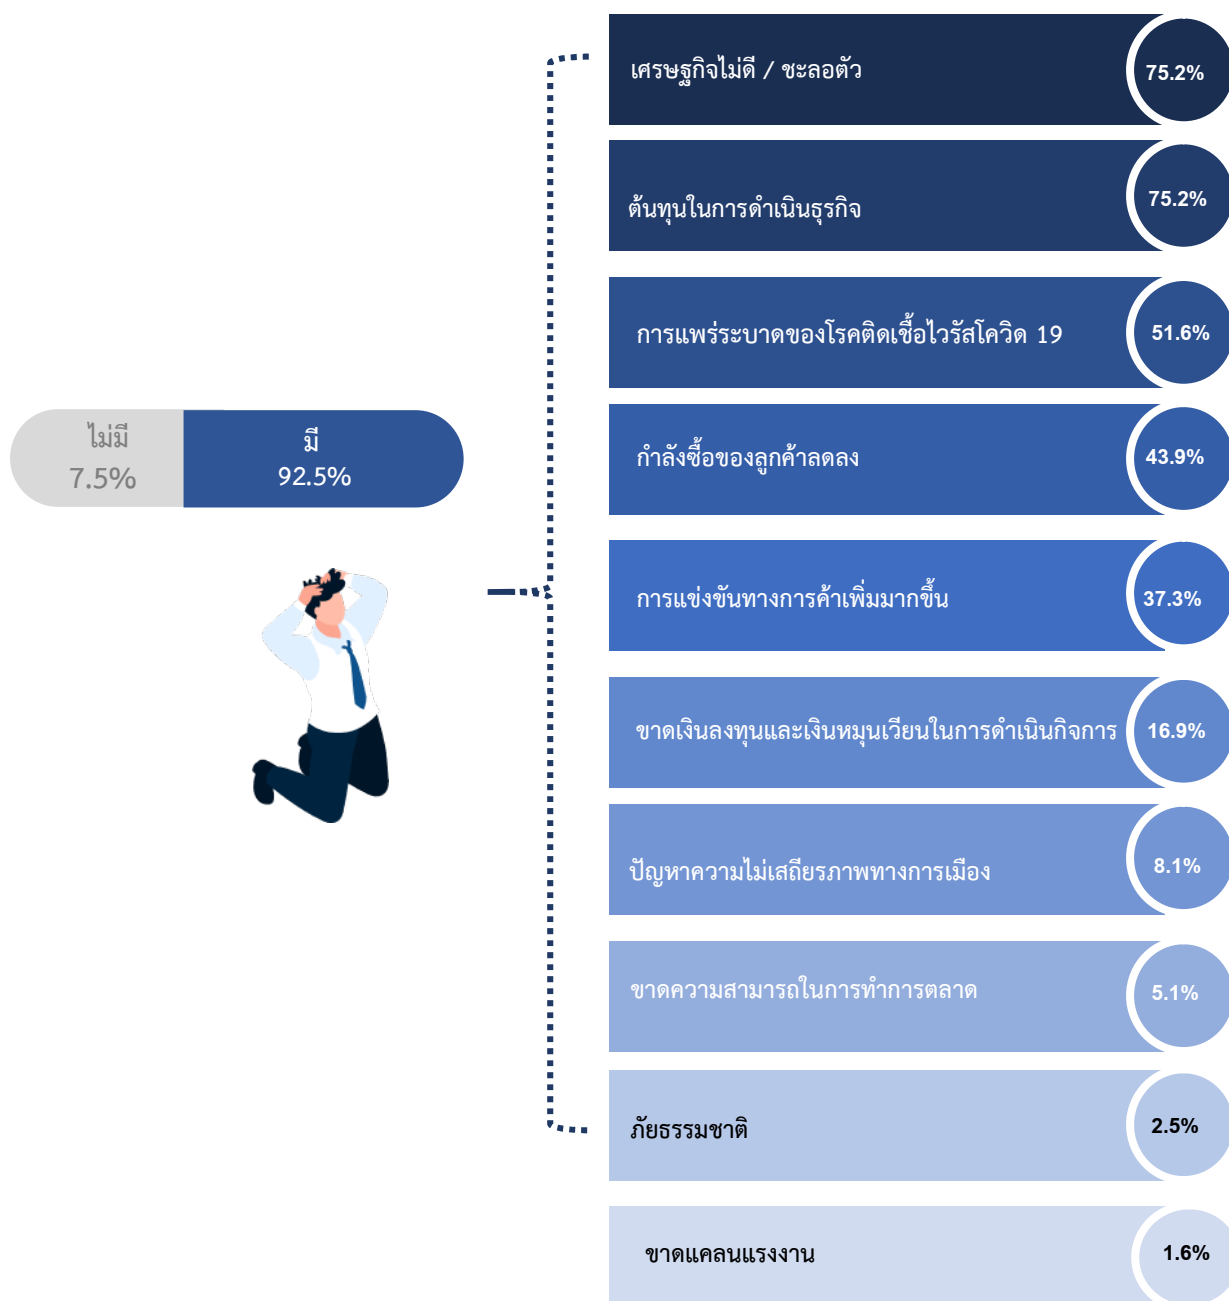 ไม่มี
7.5%
มี
92.5%
เศรษฐกิจไม่ดี / ชะลอตัว
75.2%
ต้นทุนในการดำเนินธุรกิจ
75.2%
การแพร่ระบาดของโรคติดเชื้อไวรัสโควิด 19
51.6%
กำลังซื้อของลูกค้าลดลง
43.9%
การแข่งขันทางการค้าเพิ่มมากขึ้น
37.3%
ขาดเงินลงทุนและเงินหมุนเวียนในการดำเนินกิจการ
16.9%
ปัญหาความไม่เสถียรภาพทางการเมือง
8.1%
ขาดความสามารถในการทำการตลาด
5.1%
ภัยธรรมชาติ
2.5%
ขาดแคลนแรงงาน
1.6%